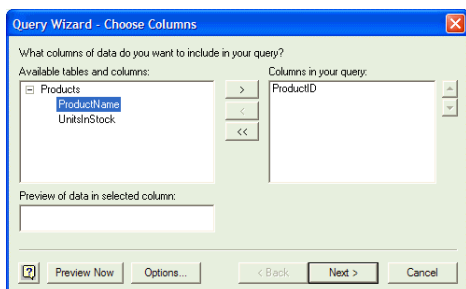 Query Wizard - Choose Columns
What columns of data do you want to include in your query?
Available tables and columns:
Columns in your query:
Products
ProductName
UnitsInStock
>
<
<<
ProductID
Preview of data in selected column:
?
Preview Now
Options...
< Back
Next >
Cancel